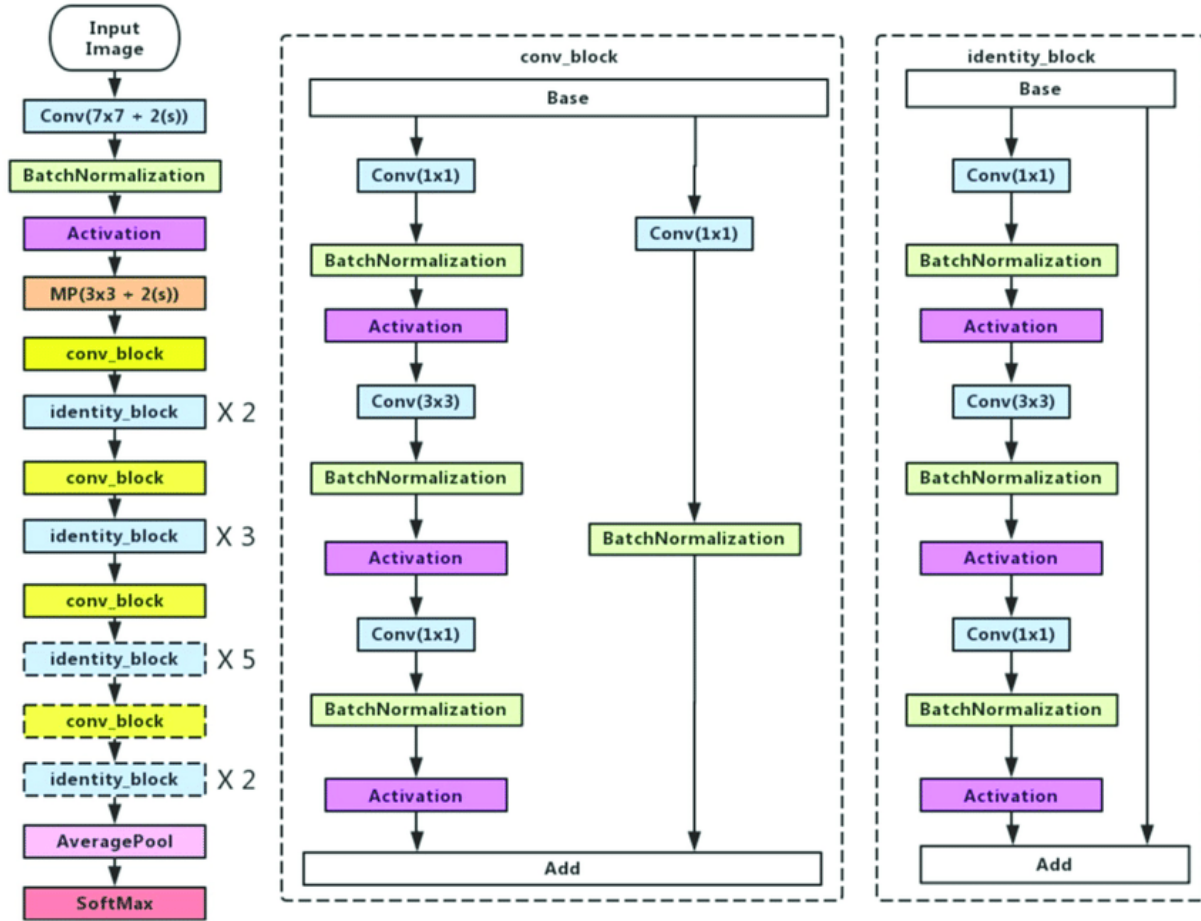 Input
Image
Conv(7x7 + 2(s))
BatchNormalization
Activation
MP(3x3 + 2(s))
conv_block
identity_block X 2
conv_block
identity_block X 3
conv_block
identity_block X 5
conv_block
identity_block X 2
AveragePool
SoftMax
conv_block
Base
Conv(1x1)
BatchNormalization
Activation
Conv(3x3)
BatchNormalization
Activation
Conv(1x1)
BatchNormalization
Activation
Conv(1x1)
BatchNormalization
Add
identity_block
Base
Conv(1x1)
BatchNormalization
Activation
Conv(3x3)
BatchNormalization
Activation
Conv(1x1)
BatchNormalization
Activation
Add